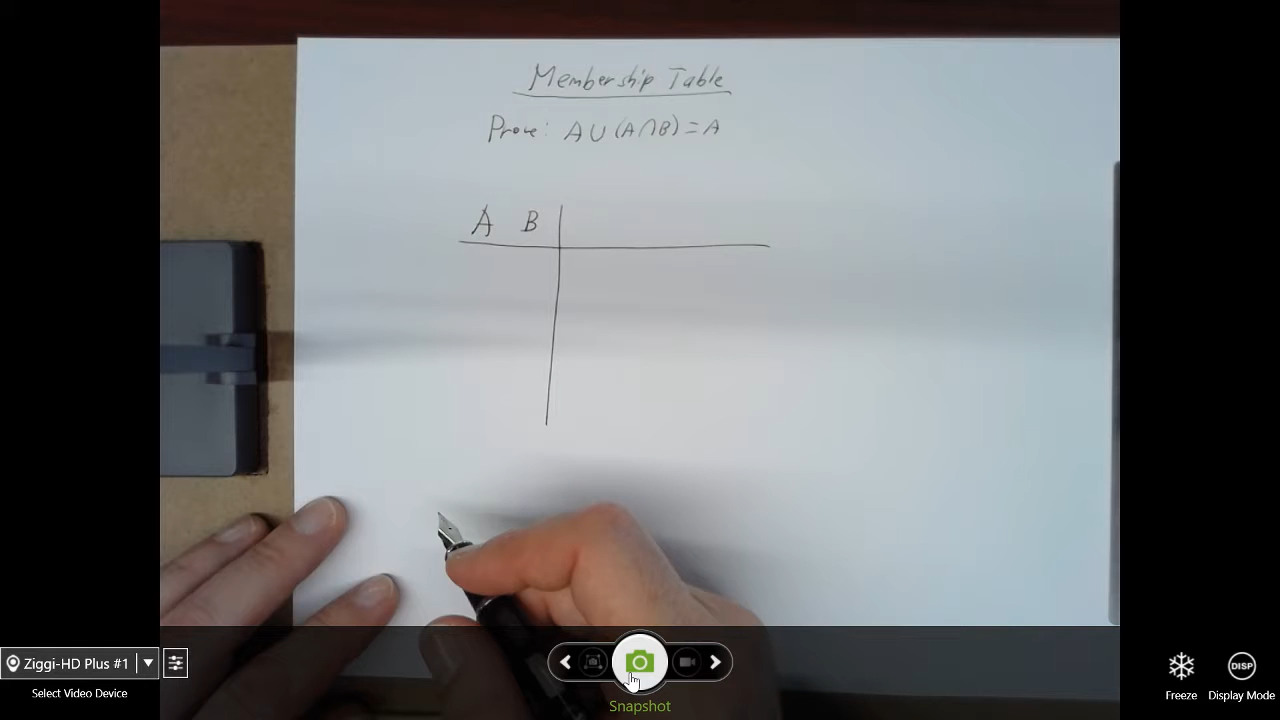 Membership Table
Prove: A∪(A∩B)=A
A B
Ziggi-HD Plus #1
Select Video Device
Snapshot
Freeze
DISP
Display Mode